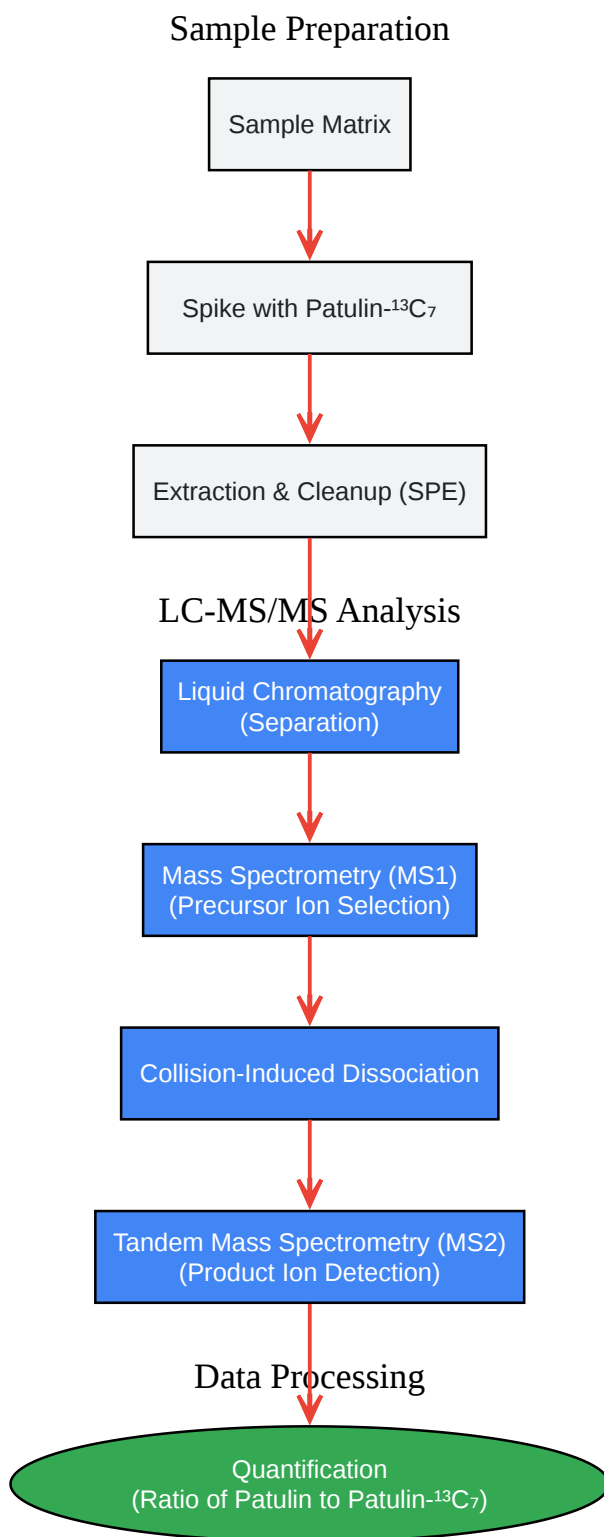 Sample Preparation
Sample Matrix
Spike with Patulin-¹³C₇
Extraction & Cleanup (SPE)
LC-MS/MS Analysis
Liquid Chromatography
(Separation)
Mass Spectrometry (MS1)
(Precursor Ion Selection)
Collision-Induced Dissociation
Tandem Mass Spectrometry (MS2)
(Product Ion Detection)
Data Processing
Quantification
(Ratio of Patulin to Patulin-¹³C₇)